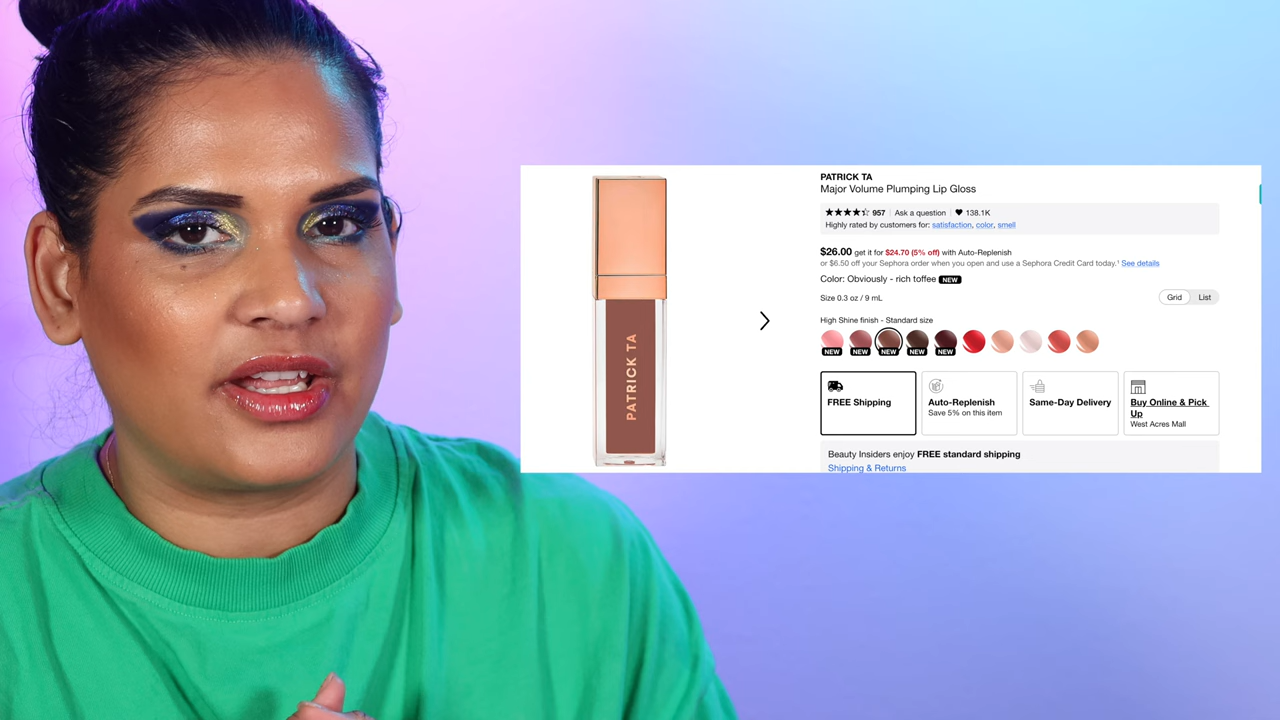 PATRICK TA
PATRICK TA
Major Volume Plumping Lip Gloss
957 | Ask a question | 138.1K
Highly rated by customers for: satisfaction, color, smell
$26.00 get it for $24.70 (5% off) with Auto-Replenish
or $6.50 off your Sephora order when you open and use a Sephora Credit Card today.¹ See details
Color: Obviously - rich toffee NEW
Size 0.3 oz / 9 mL
Grid List
High Shine finish - Standard size
NEW NEW NEW NEW NEW
FREE Shipping
Auto-Replenish
Save 5% on this item
Same-Day Delivery
Buy Online & Pick
Up
West Acres Mall
Beauty Insiders enjoy FREE standard shipping
Shipping & Returns